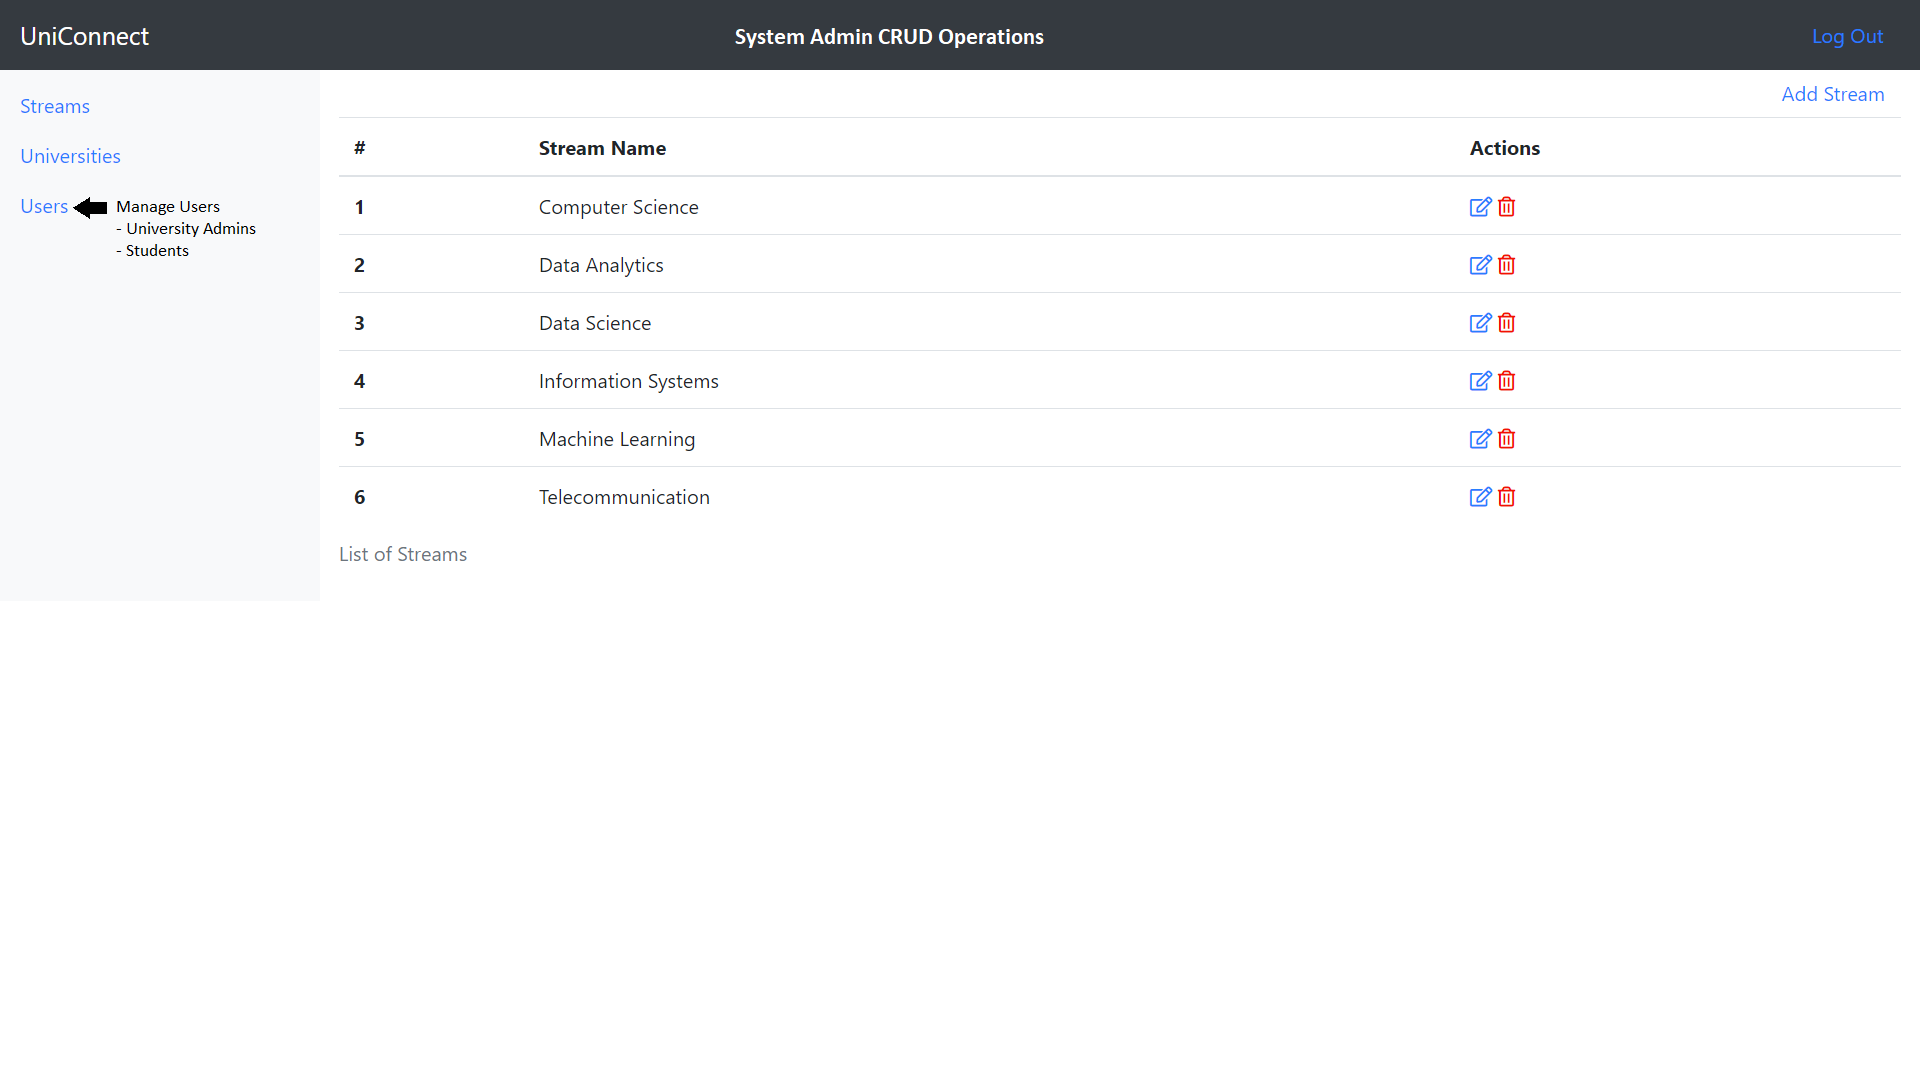 UniConnect
System Admin CRUD Operations
Log Out
Streams
Universities
Users
Manage Users
- University Admins
- Students
Add Stream
# Stream Name Actions
1 Computer Science
2 Data Analytics
3 Data Science
4 Information Systems
5 Machine Learning
6 Telecommunication
List of Streams